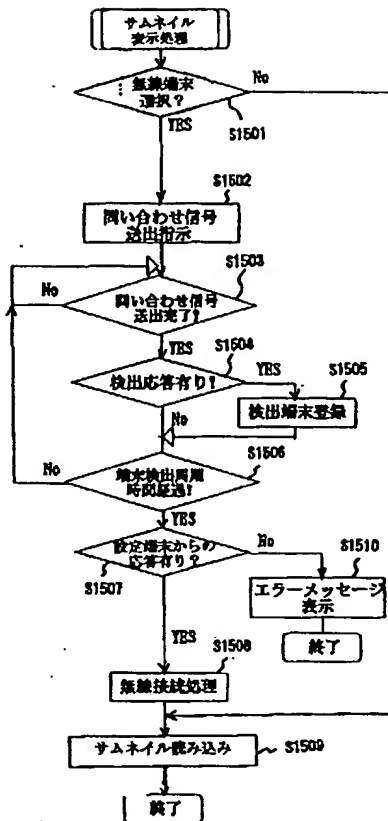 サムネイル
表示処理
無線端末
選択?
No
S1501
YES
S1502
問い合わせ信号
送出指示
S1503
No
問い合わせ信号
送出完了!
YES
S1504
検出応答有り!
YES
S1505
検出端末登録
No
S1506
No
端末検出周期
時間経過!
YES
設定端末からの
応答有り?
No
S1507
S1510
エラーメッセージ
表示
終了
YES
S1508
無線接続処理
サムネイル読み込み
S1509
終了